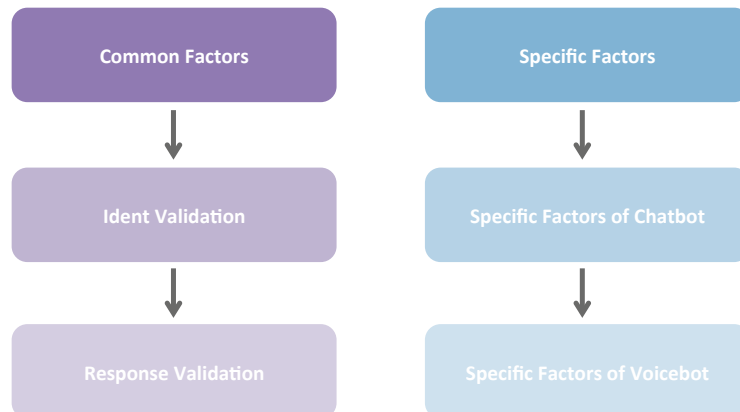 Common Factors
Specific Factors
Ident Validation
Specific Factors of Chatbot
Response Validation
Specific Factors of Voicebot